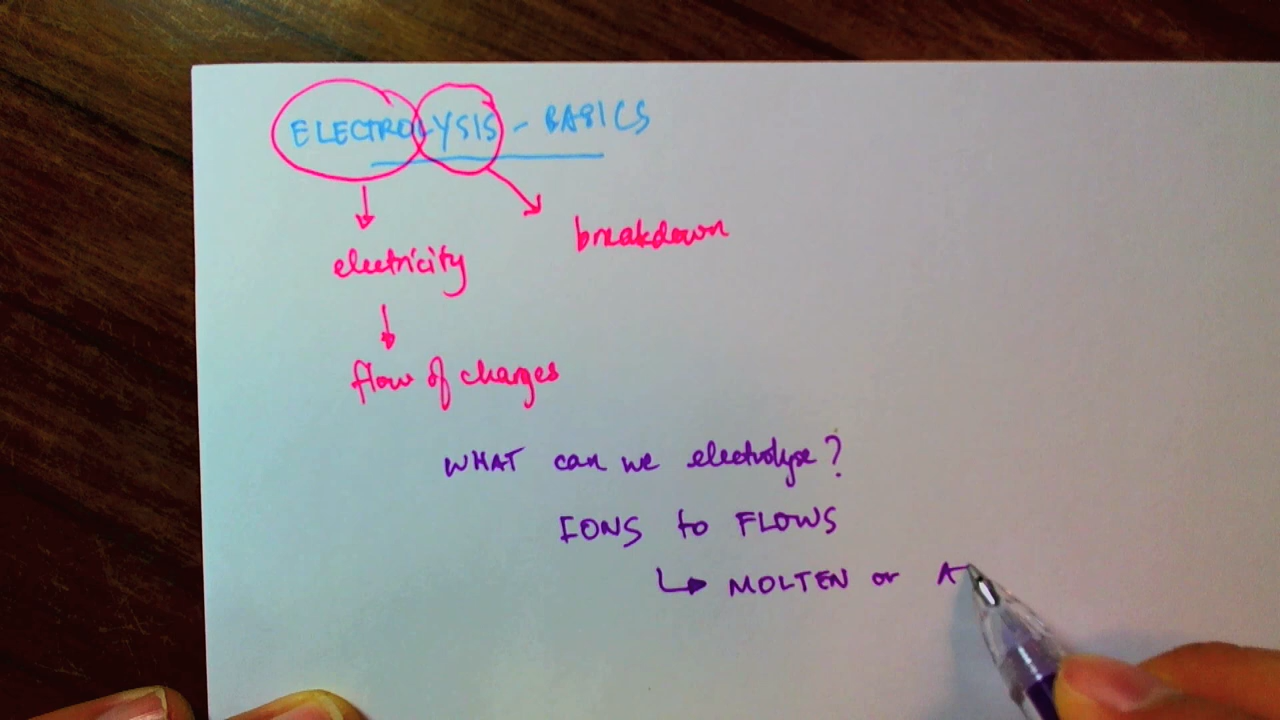 ELECTROLYSIS - BASICS
electricity
breakdown
flow of charges
WHAT can we electrolyse?
IONS to FLOWS
MOLTEN or A